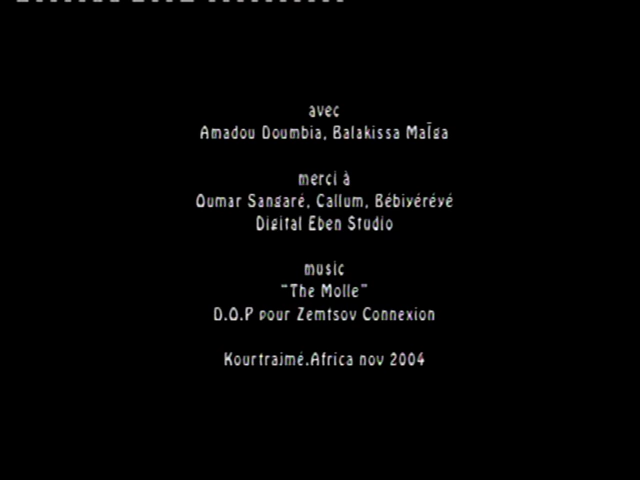 avec
Amadou Doumbia, Balakissa MaÏga
merci à
Oumar Sangaré, Callum, Bébiyéréyé
Digital Eben Studio
music
"The Molle"
D.O.P pour Zemtsov Connexion
Kourtrajmé.Africa nov 2004